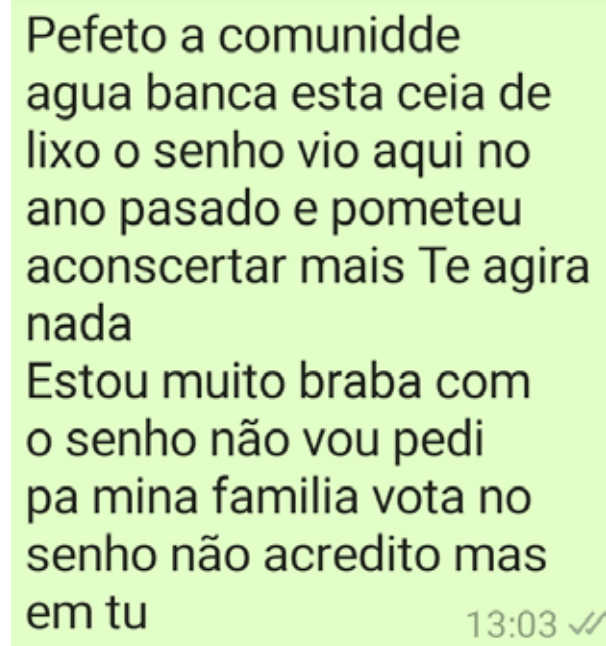 Pefeto a comunidde
agua banca esta ceia de
lixo o senho vio aqui no
ano pasado e pometeu
aconscertar mais Te agira
nada
Estou muito braba com
o senho não vou pedi
pa mina familia vota no
senho não acredito mas
em tu
13:03